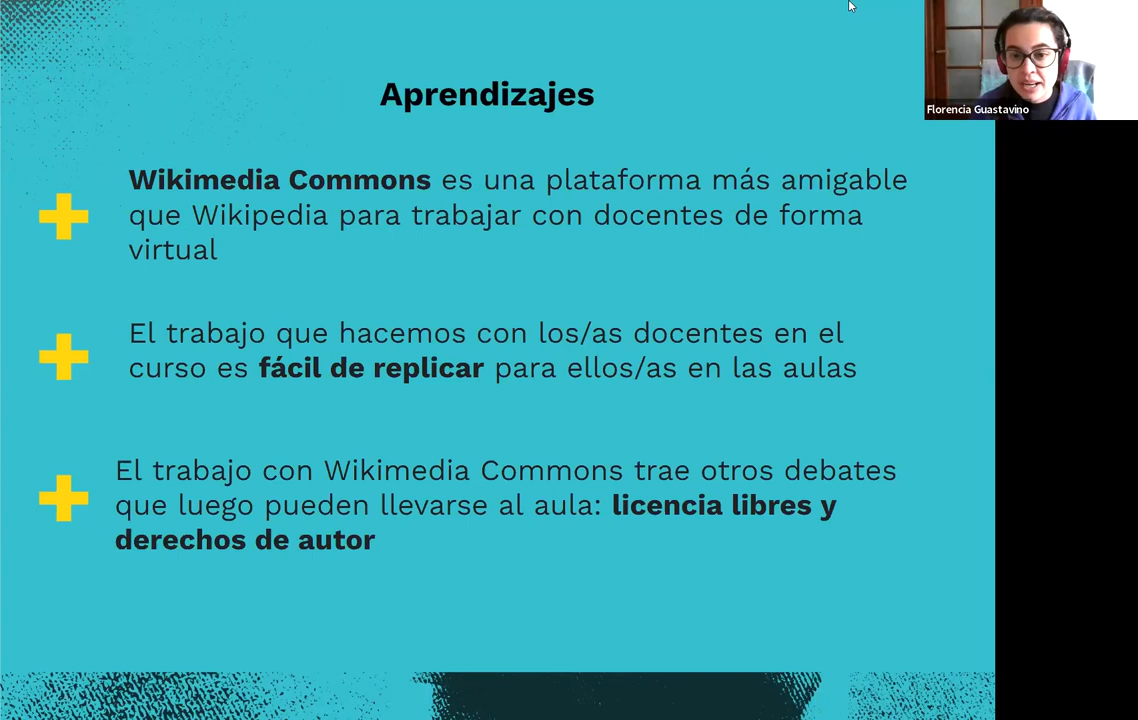 Aprendizajes
Wikimedia Commons es una plataforma más amigable
que Wikipedia para trabajar con docentes de forma
virtual
El trabajo que hacemos con los/as docentes en el
curso es fácil de replicar para ellos/as en las aulas
El trabajo con Wikimedia Commons trae otros debates
que luego pueden llevarse al aula: licencia libres y
derechos de autor
Florencia Guastavino